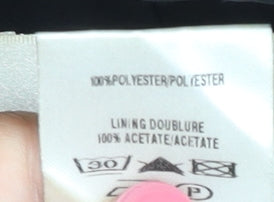 100%POLYESTER/POLYESTER
LINING DOUBLURE
100% ACETATE/ACETATE
30
P